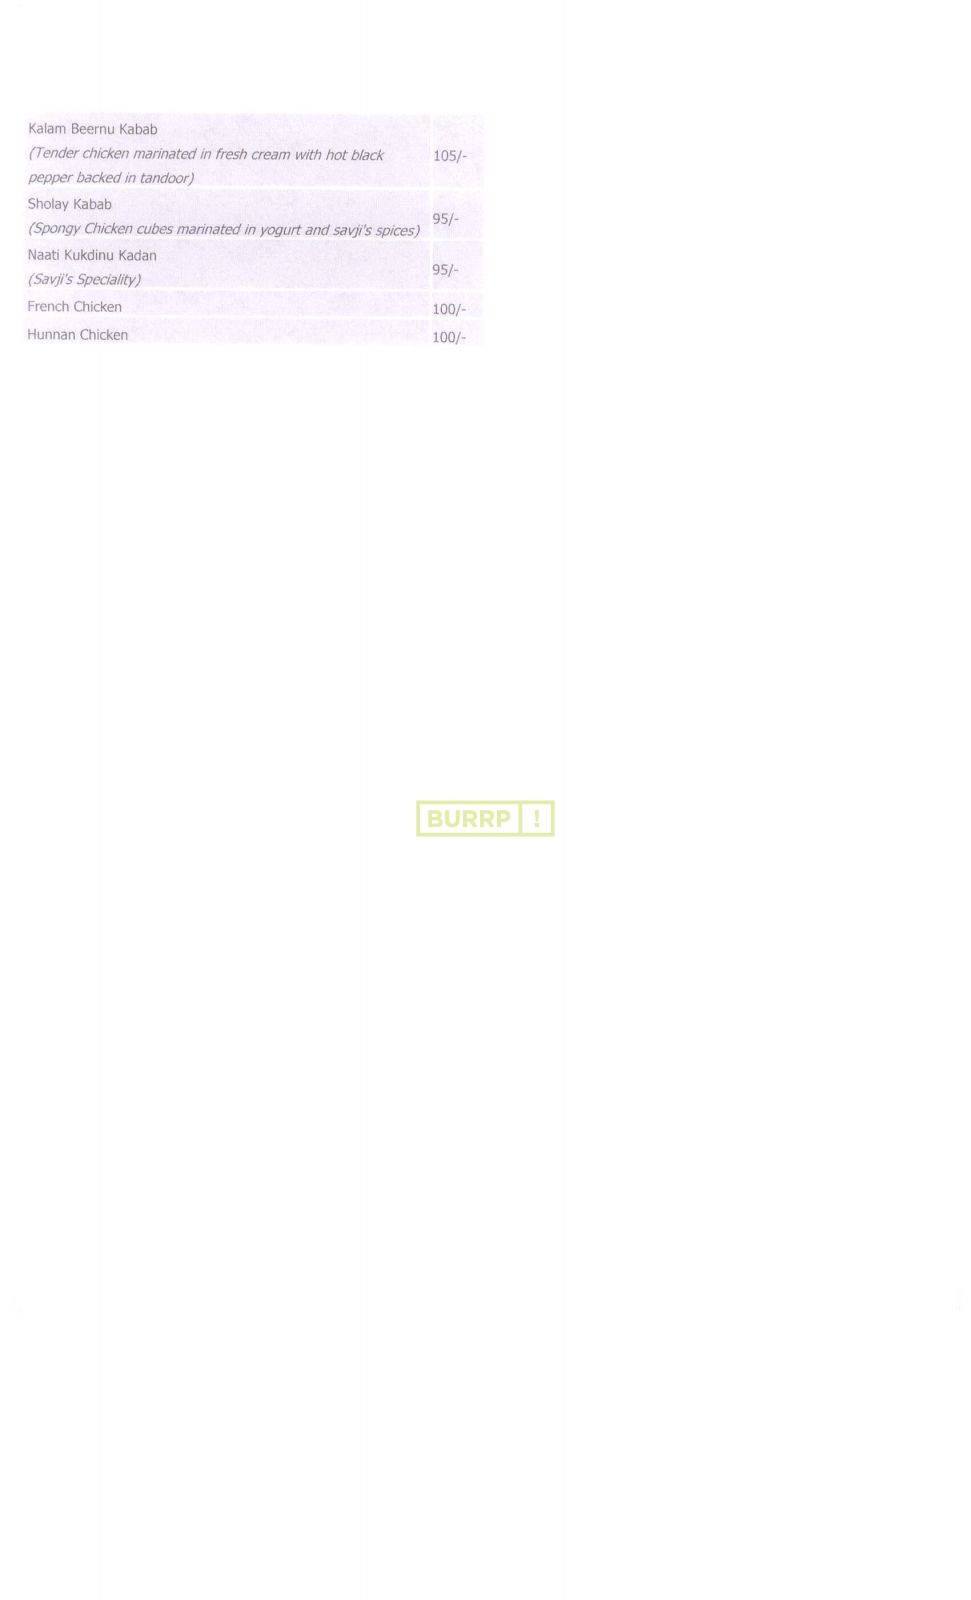 Kalam Beernu Kabab
(Tender chicken marinated in fresh cream with hot black
105/-
pepper backed in tandoor)
Sholay Kabab
95/-
(Spongy Chicken cubes marinated in yogurt and savji's spices)
Naati Kukdinu Kadan
95/-
(Savji's Speciality)
French Chicken 100/-
Hunnan Chicken 100/-
BURRP !